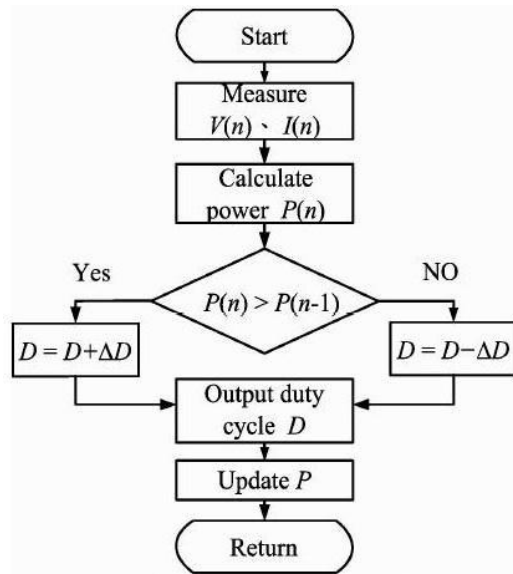 Start
Measure
V(n)、I(n)
Calculate
power P(n)
Yes
NO
P(n) > P(n-1)
D = D+ΔD
D = D−ΔD
Output duty
cycle D
Update P
Return